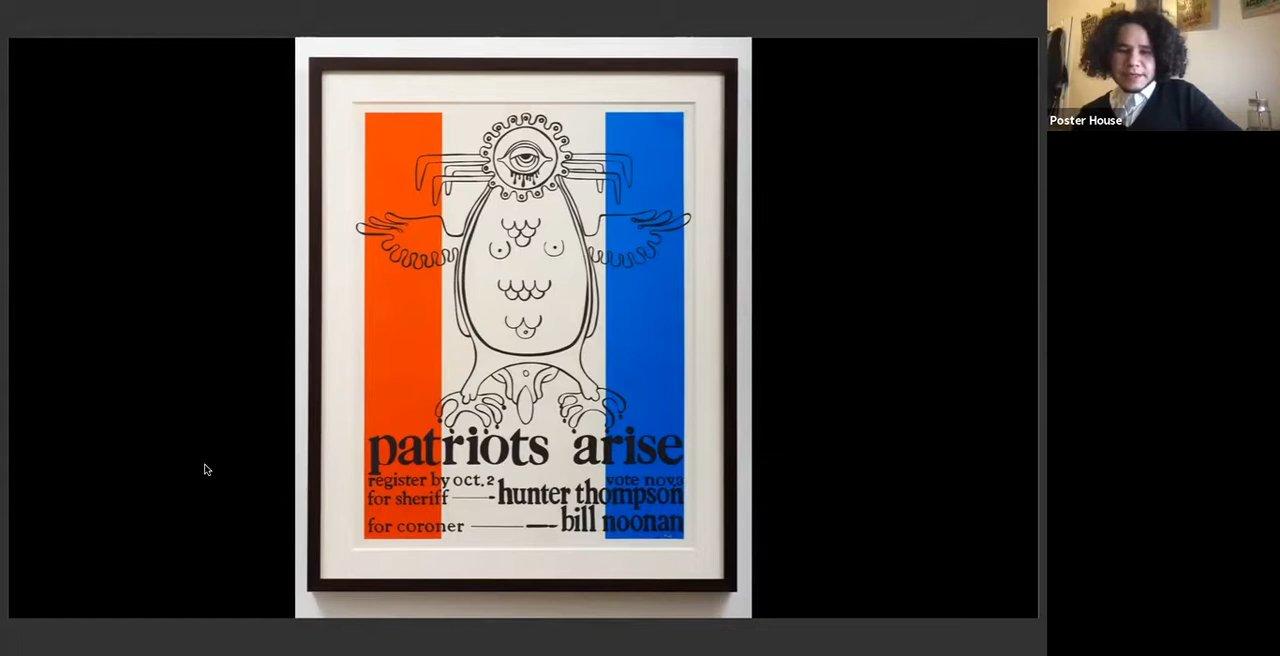 patriots arise
register by oct. 2 vote nov. 3
for sheriff hunter thompson
for coroner bill noonan
Poster House